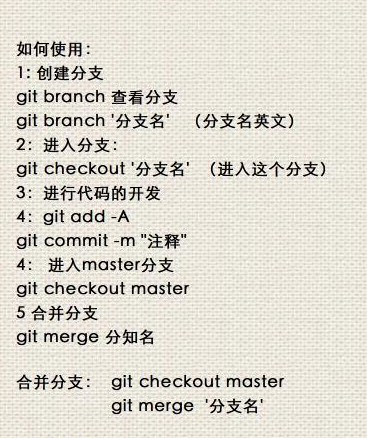 如何使用：
1: 创建分支
git branch 查看分支
git branch '分支名' （分支名英文）
2：进入分支：
git checkout '分支名' （进入这个分支）
3：进行代码的开发
4：git add -A
git commit -m "注释"
4： 进入master分支
git checkout master
5 合并分支
git merge 分知名
合并分支： git checkout master
git merge '分支名'